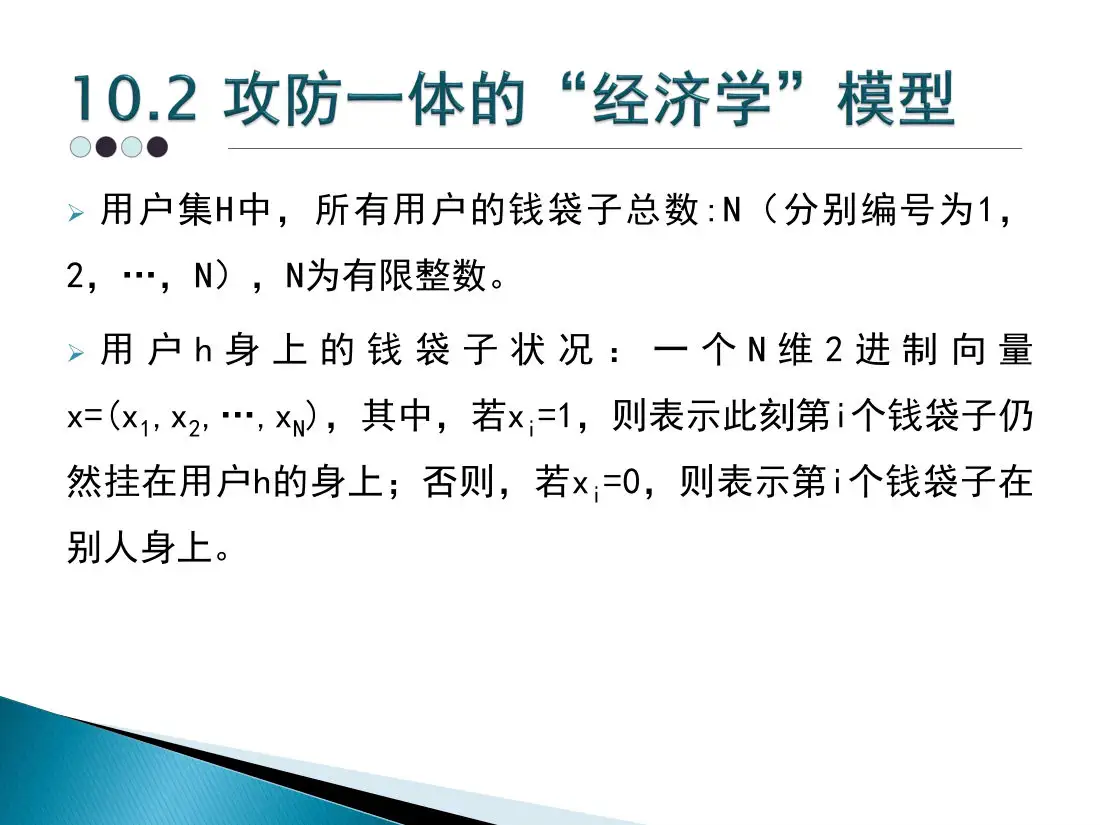 10.2 攻防一体的“经济学”模型
➢ 用户集H中，所有用户的钱袋子总数:N（分别编号为1，
2，…，N），N为有限整数。
➢ 用户h身上的钱袋子状况：一个N维2进制向量
x=(x₁,x₂,…,x_N)，其中，若x_i=1，则表示此刻第i个钱袋子仍
然挂在用户h的身上；否则，若x_i=0，则表示第i个钱袋子在
别人身上。